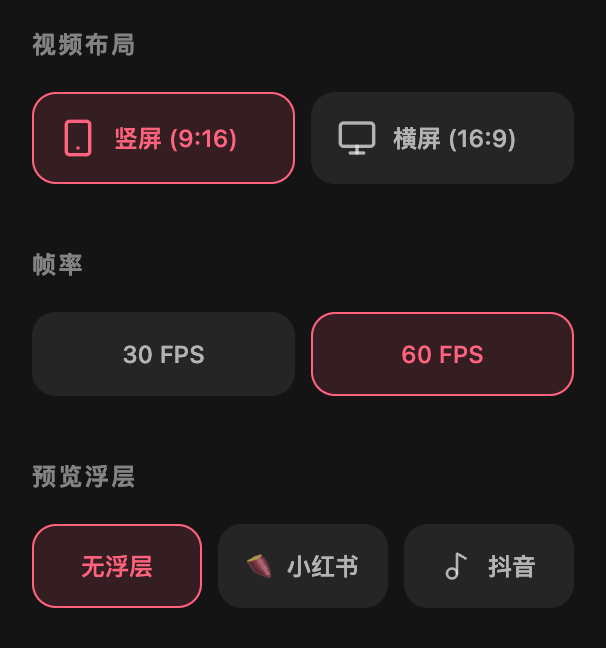 视频布局
竖屏 (9:16)
横屏 (16:9)
帧率
30 FPS
60 FPS
预览浮层
无浮层
小红书
抖音